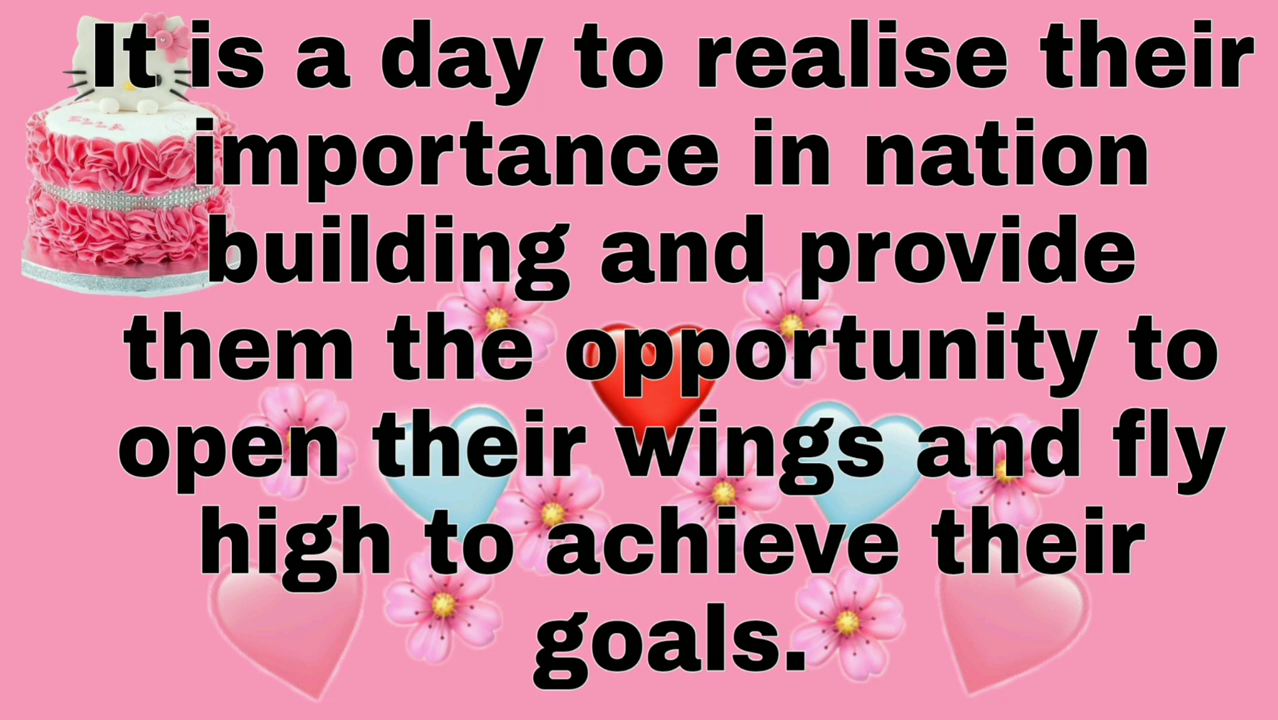 It is a day to realise their
importance in nation
building and provide
them the opportunity to
open their wings and fly
high to achieve their
goals.
ELLA